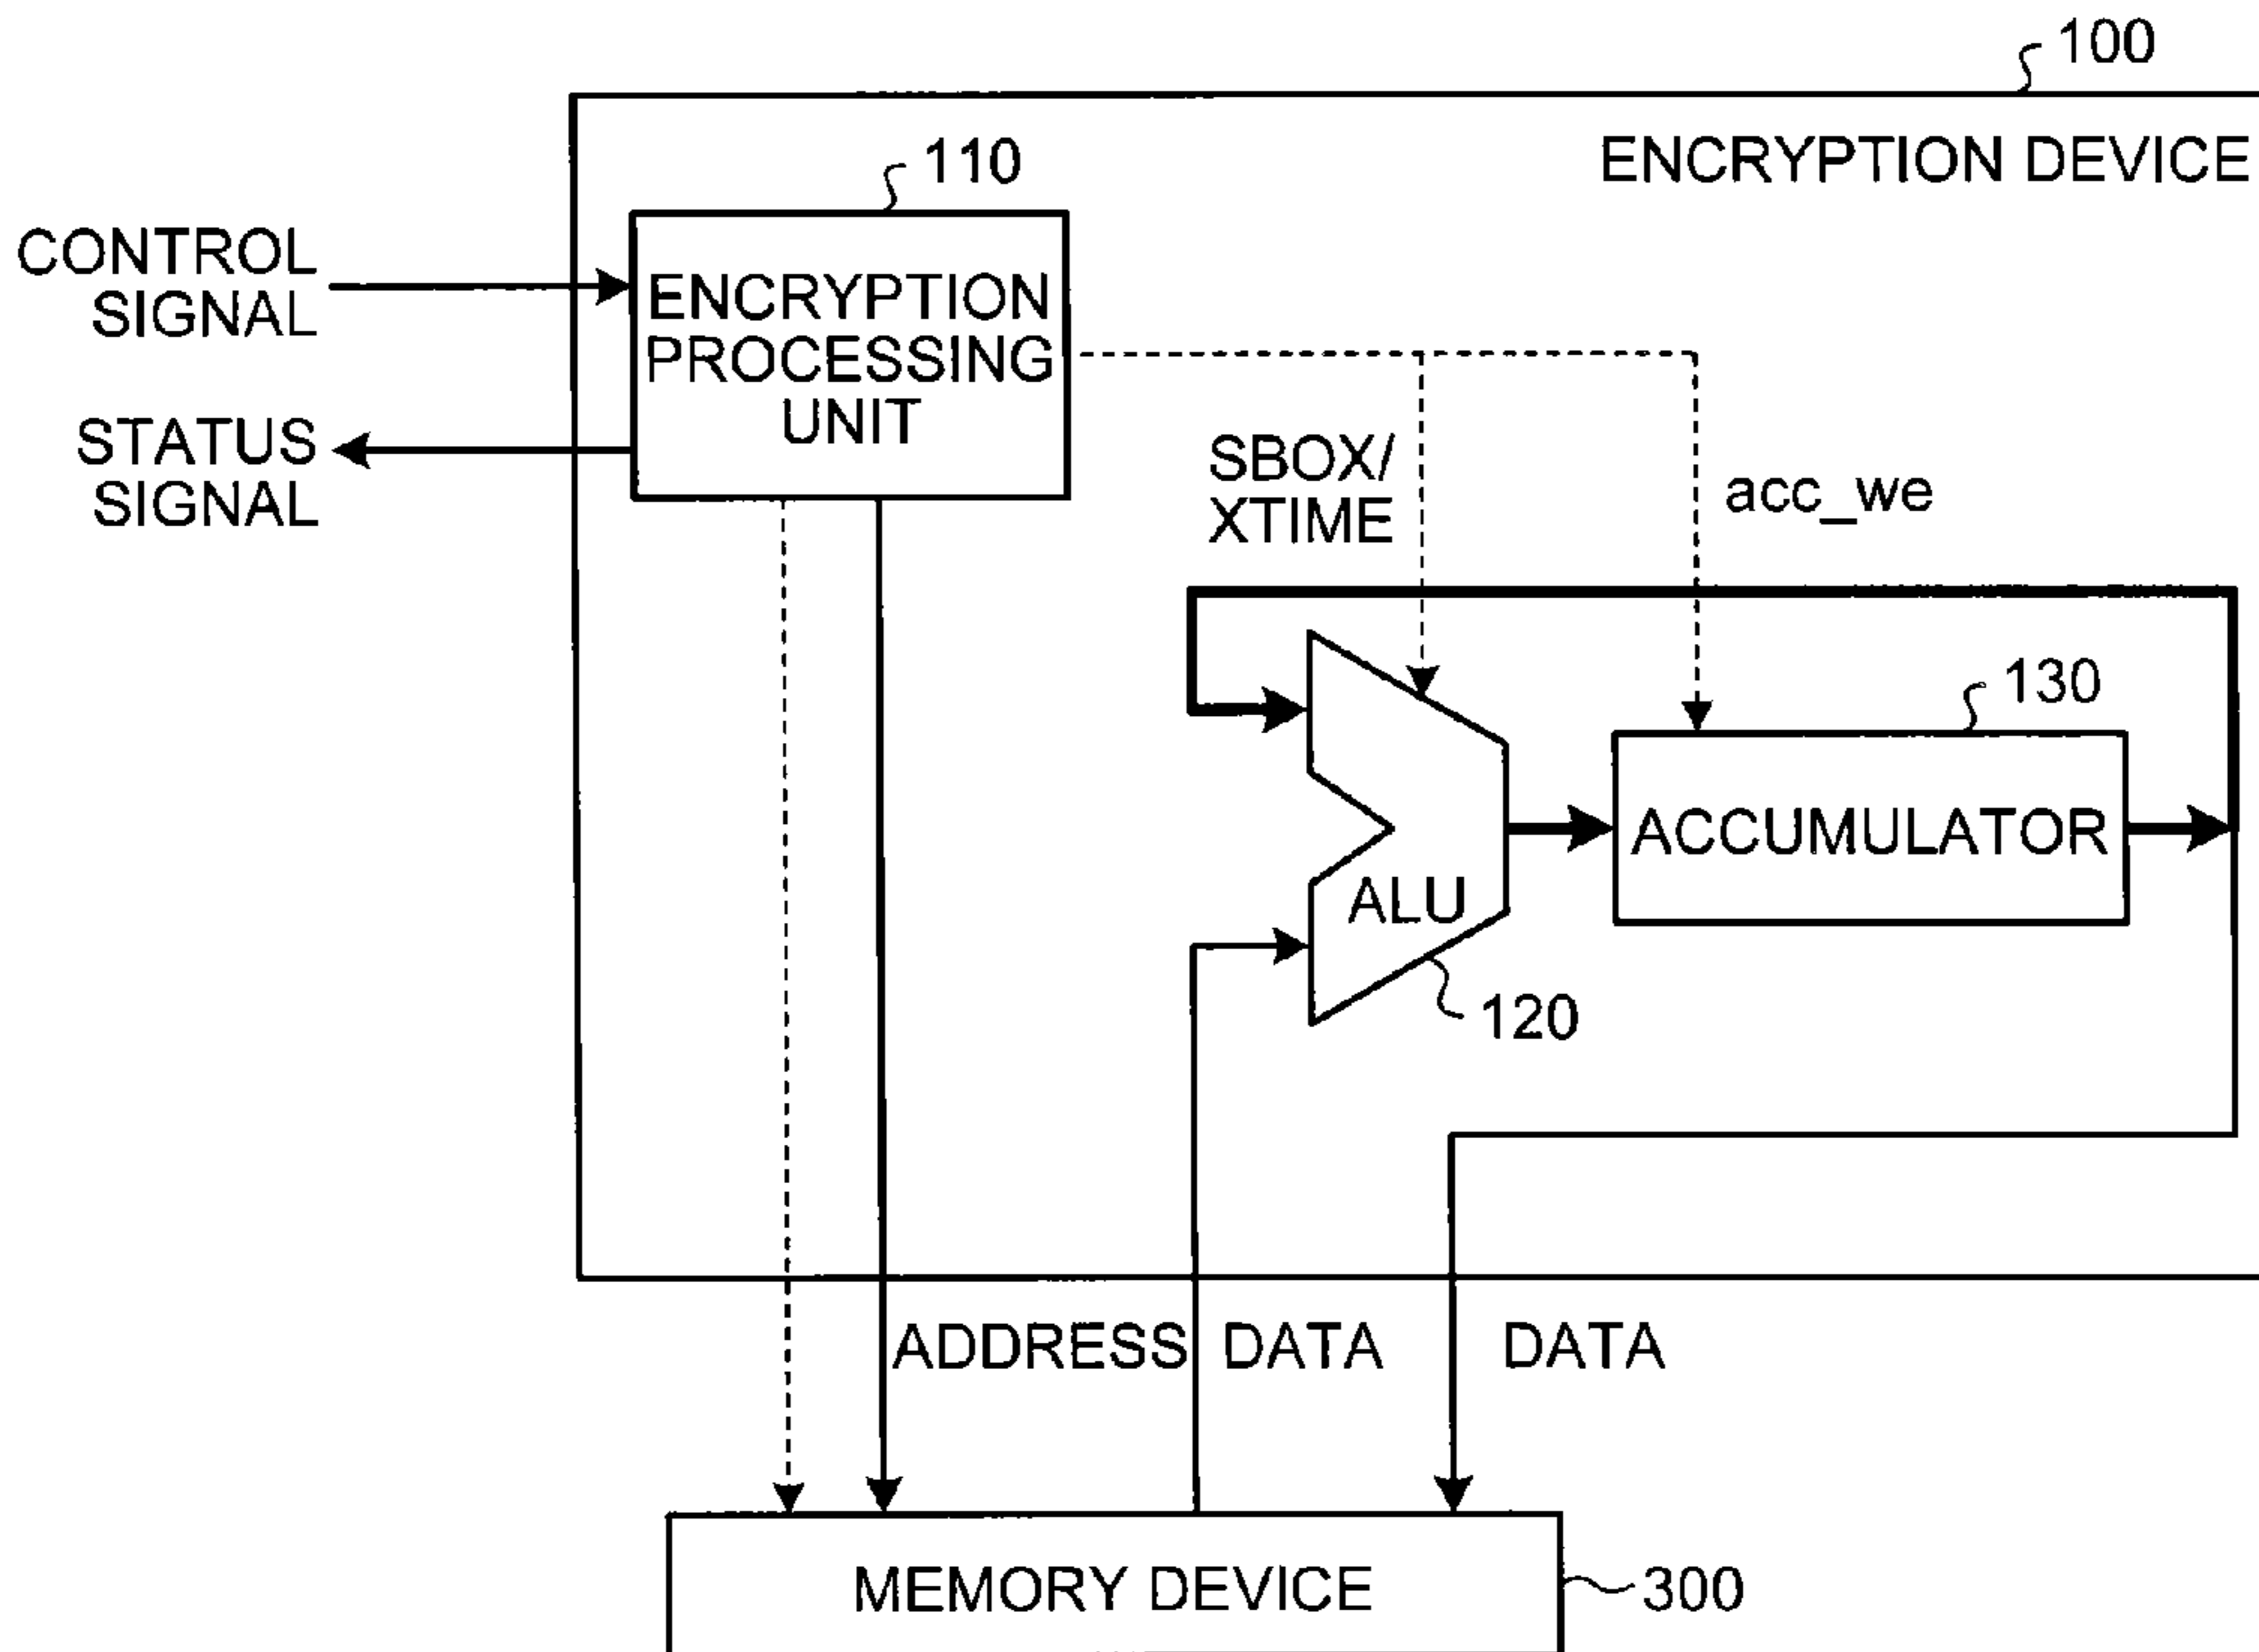 100
ENCRYPTION DEVICE
110
CONTROL
SIGNAL
ENCRYPTION
PROCESSING
UNIT
STATUS
SIGNAL
SBOX/
XTIME
acc_we
130
ACCUMULATOR
ALU
120
ADDRESS
DATA
DATA
MEMORY DEVICE
300